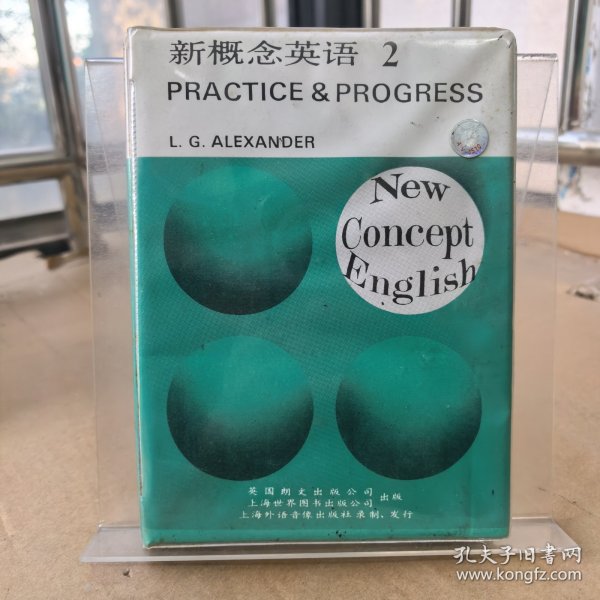 新概念英语 2
PRACTICE & PROGRESS
L. G. ALEXANDER
New
Concept
English
英国朗文出版公司
上海世界图书出版公司 出版
上海外语音像出版社录制、发行
孔夫子旧书网
www.kongfz.com